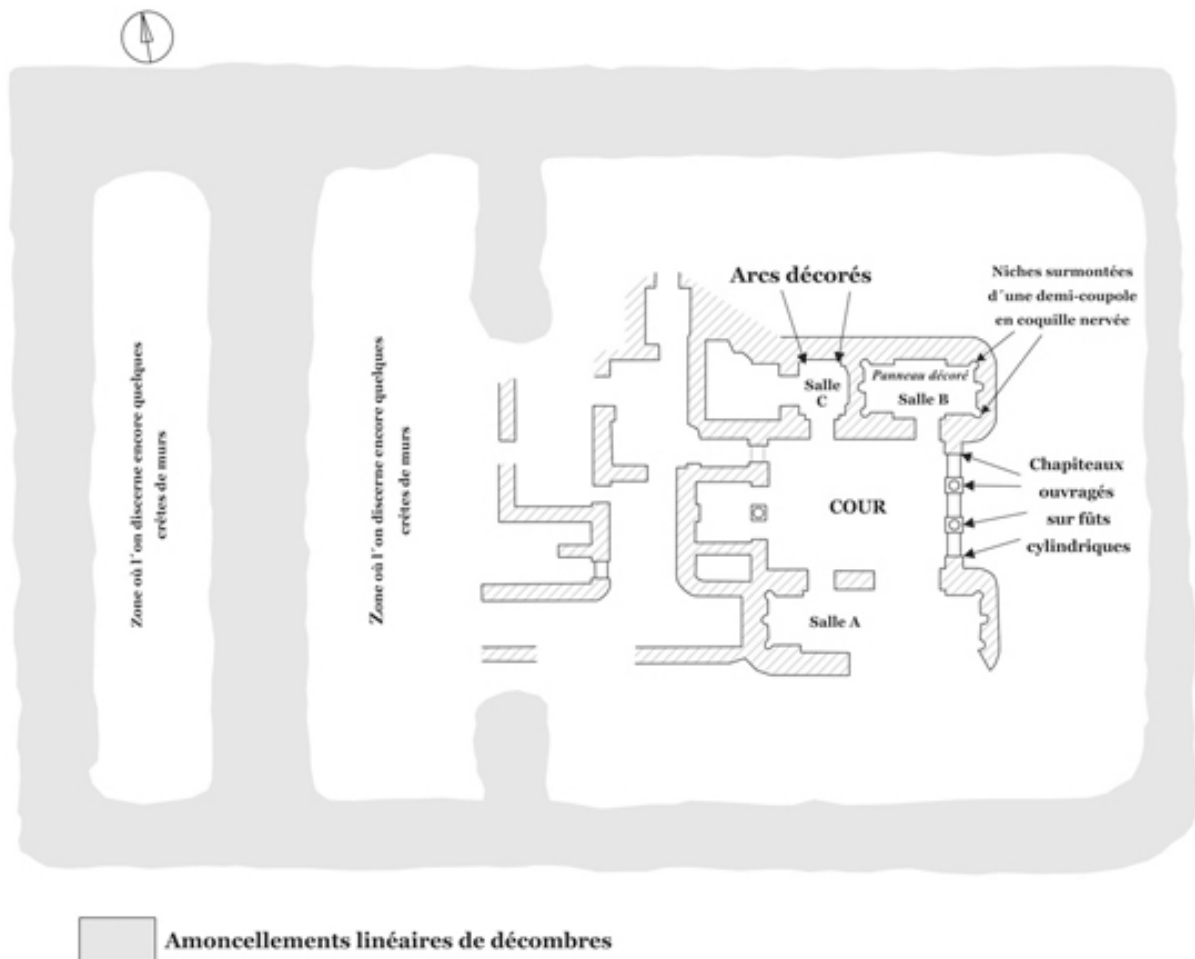 Zone où l´on discerne encore quelques
crêtes de murs
Zone où l´on discerne encore quelques
crêtes de murs
Arcs décorés
Niches surmontées
d´une demi-coupole
en coquille nervée
Salle
C
Panneau décoré
Salle B
COUR
Chapiteaux
ouvragés
sur fûts
cylindriques
Salle A
Amoncellements linéaires de décombres